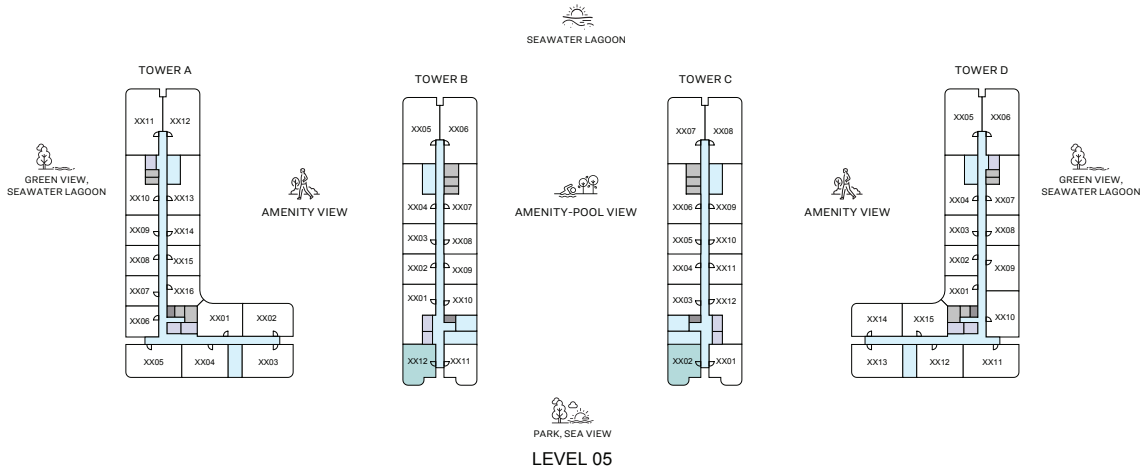 SEAWATER LAGOON
TOWER A
TOWER B
TOWER C
TOWER D
XX11 XX12
XX05 XX06
XX07 XX08
XX05 XX06
GREEN VIEW,
SEAWATER LAGOON
AMENITY VIEW
AMENITY-POOL VIEW
AMENITY VIEW
GREEN VIEW,
SEAWATER LAGOON
XX10 XX13
XX09 XX14
XX08 XX15
XX07 XX16
XX06 XX01 XX02
XX05 XX04 XX03
XX04 XX07
XX03 XX08
XX02 XX09
XX01 XX10
XX12 XX11
XX06 XX09
XX05 XX10
XX04 XX11
XX03 XX12
XX02 XX01
XX04 XX07
XX03 XX08
XX02 XX09
XX01
XX14 XX15 XX10
XX13 XX12 XX11
PARK, SEA VIEW
LEVEL 05